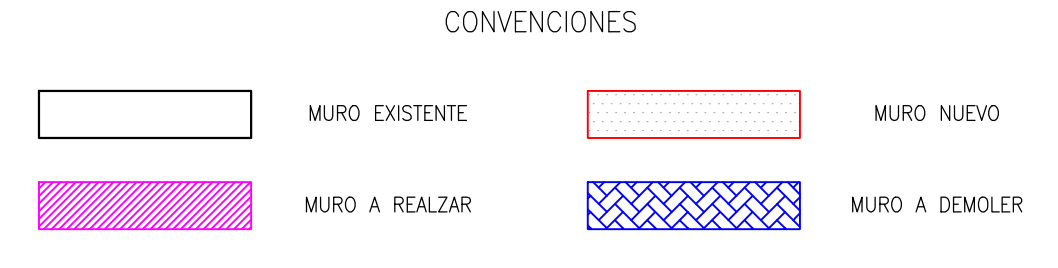 CONVENCIONES
MURO EXISTENTE
MURO NUEVO
MURO A REALZAR
MURO A DEMOLER